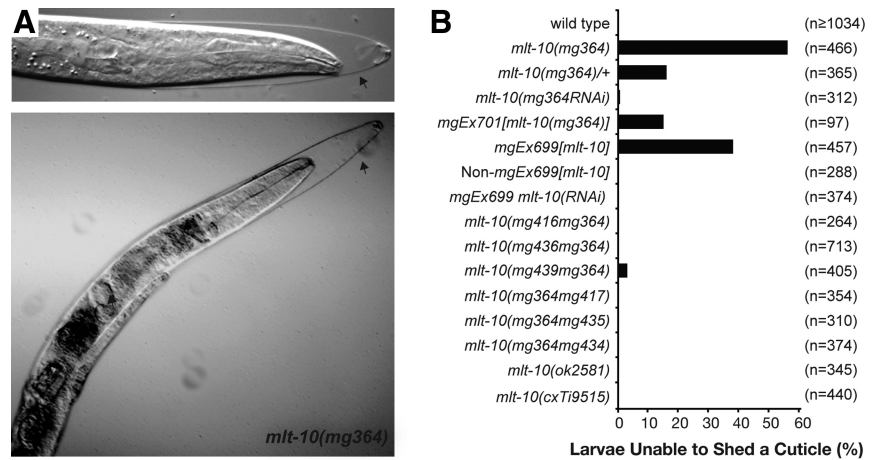 A
mlt-10(mg364)
B
wild type (n≥1034)
mlt-10(mg364) (n=466)
mlt-10(mg364)/+ (n=365)
mlt-10(mg364RNAi) (n=312)
mgEx701[mlt-10(mg364)] (n=97)
mgEx699[mlt-10] (n=457)
Non-mgEx699[mlt-10] (n=288)
mgEx699 mlt-10(RNAi) (n=374)
mlt-10(mg416mg364) (n=264)
mlt-10(mg436mg364) (n=713)
mlt-10(mg439mg364) (n=405)
mlt-10(mg364mg417) (n=354)
mlt-10(mg364mg435) (n=310)
mlt-10(mg364mg434) (n=374)
mlt-10(ok2581) (n=345)
mlt-10(cxTi9515) (n=440)
0 10 20 30 40 50 60
Larvae Unable to Shed a Cuticle (%)